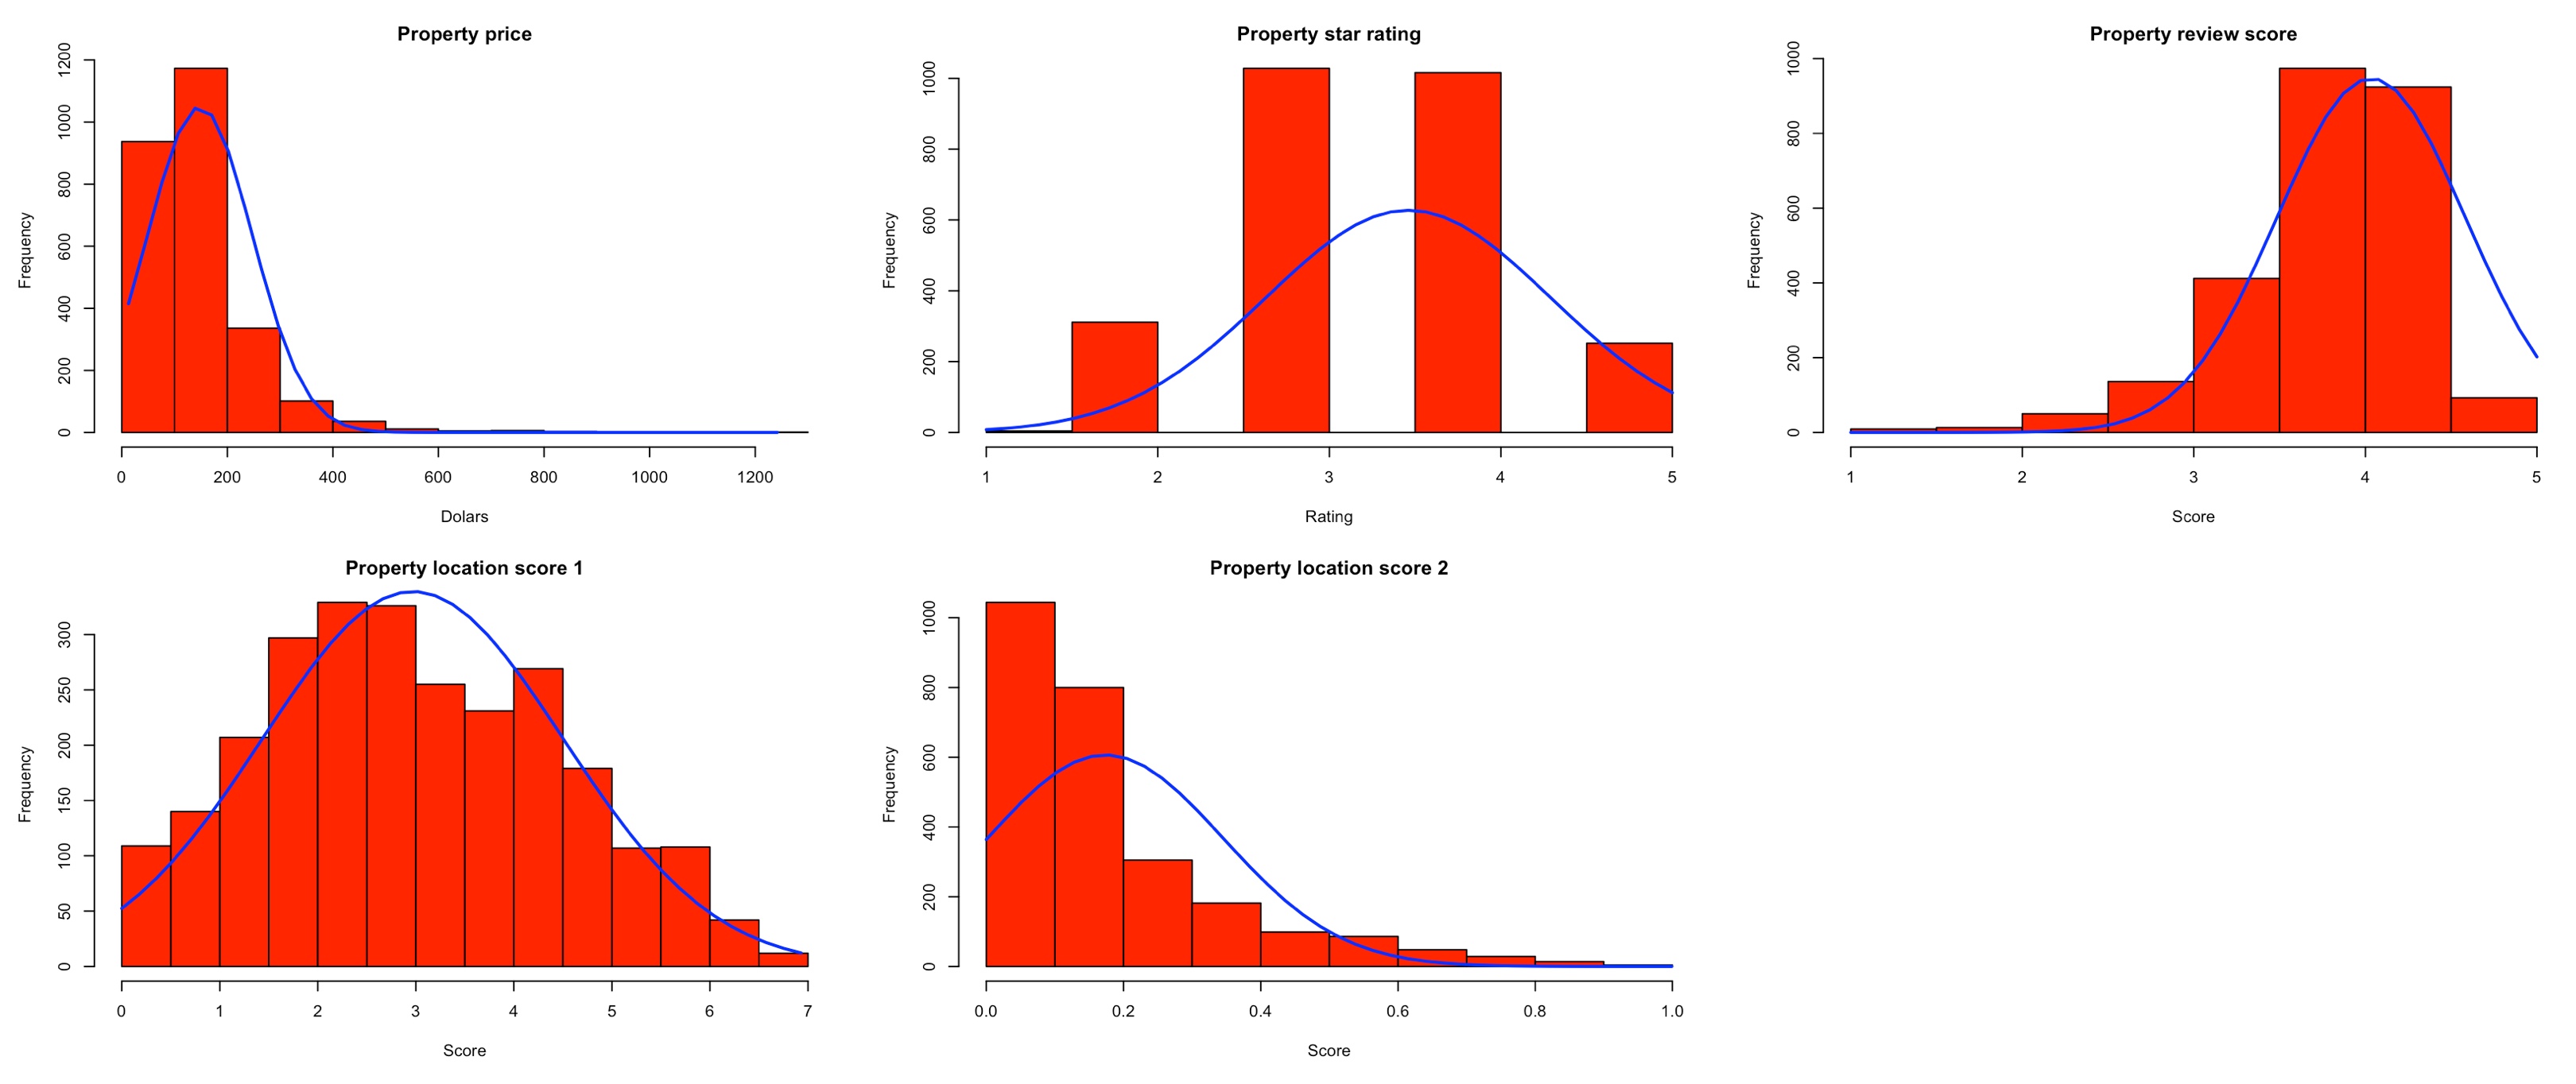 Property price
Frequency
0 200 400 600 800 1000 1200
0 200 400 600 800 1000 1200
Dolars
Property star rating
Frequency
0 200 400 600 800 1000
1 2 3 4 5
Rating
Property review score
Frequency
0 200 400 600 800 1000
1 2 3 4 5
Score
Property location score 1
Frequency
0 50 100 150 200 250 300
0 1 2 3 4 5 6 7
Score
Property location score 2
Frequency
0 200 400 600 800 1000
0.0 0.2 0.4 0.6 0.8 1.0
Score